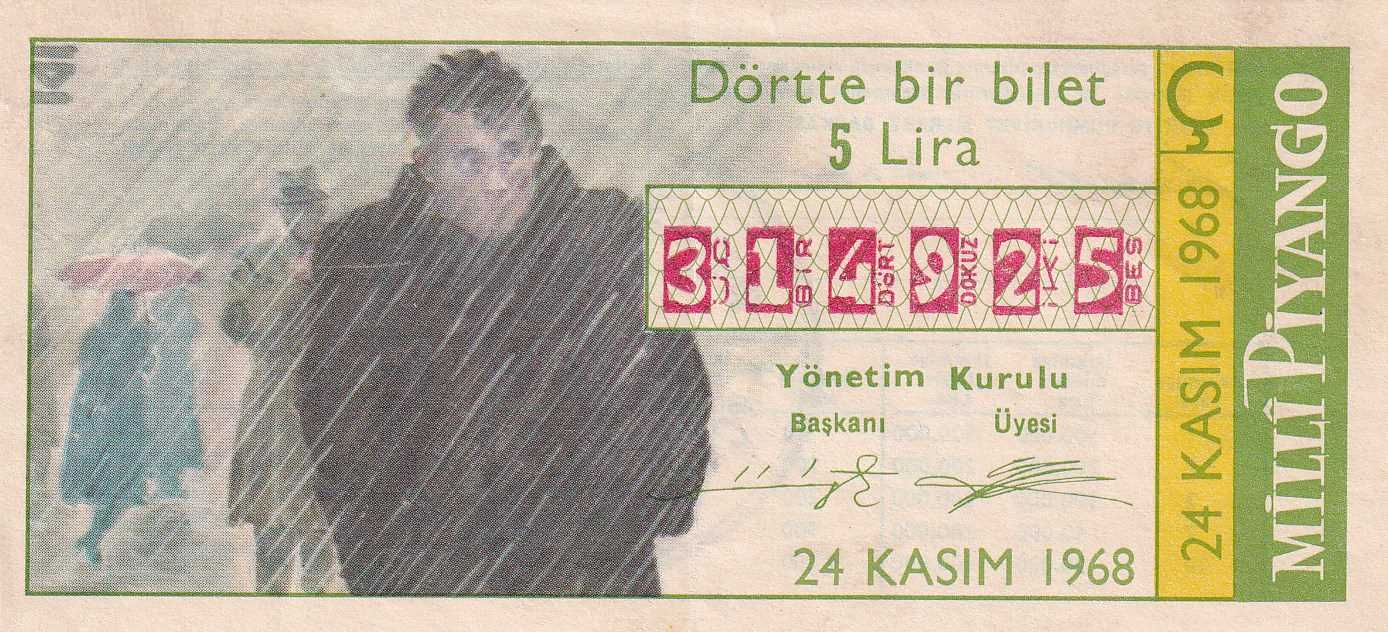 Dörtte bir bilet
5 Lira
3 ÜÇ 1 BİR 4 DÖRT 9 DOKUZ 2 İKİ 5 BEŞ
Yönetim Kurulu
Başkanı Üyesi
24 KASIM 1968
Ç
24 KASIM 1968
MİLLÎ PİYANGO